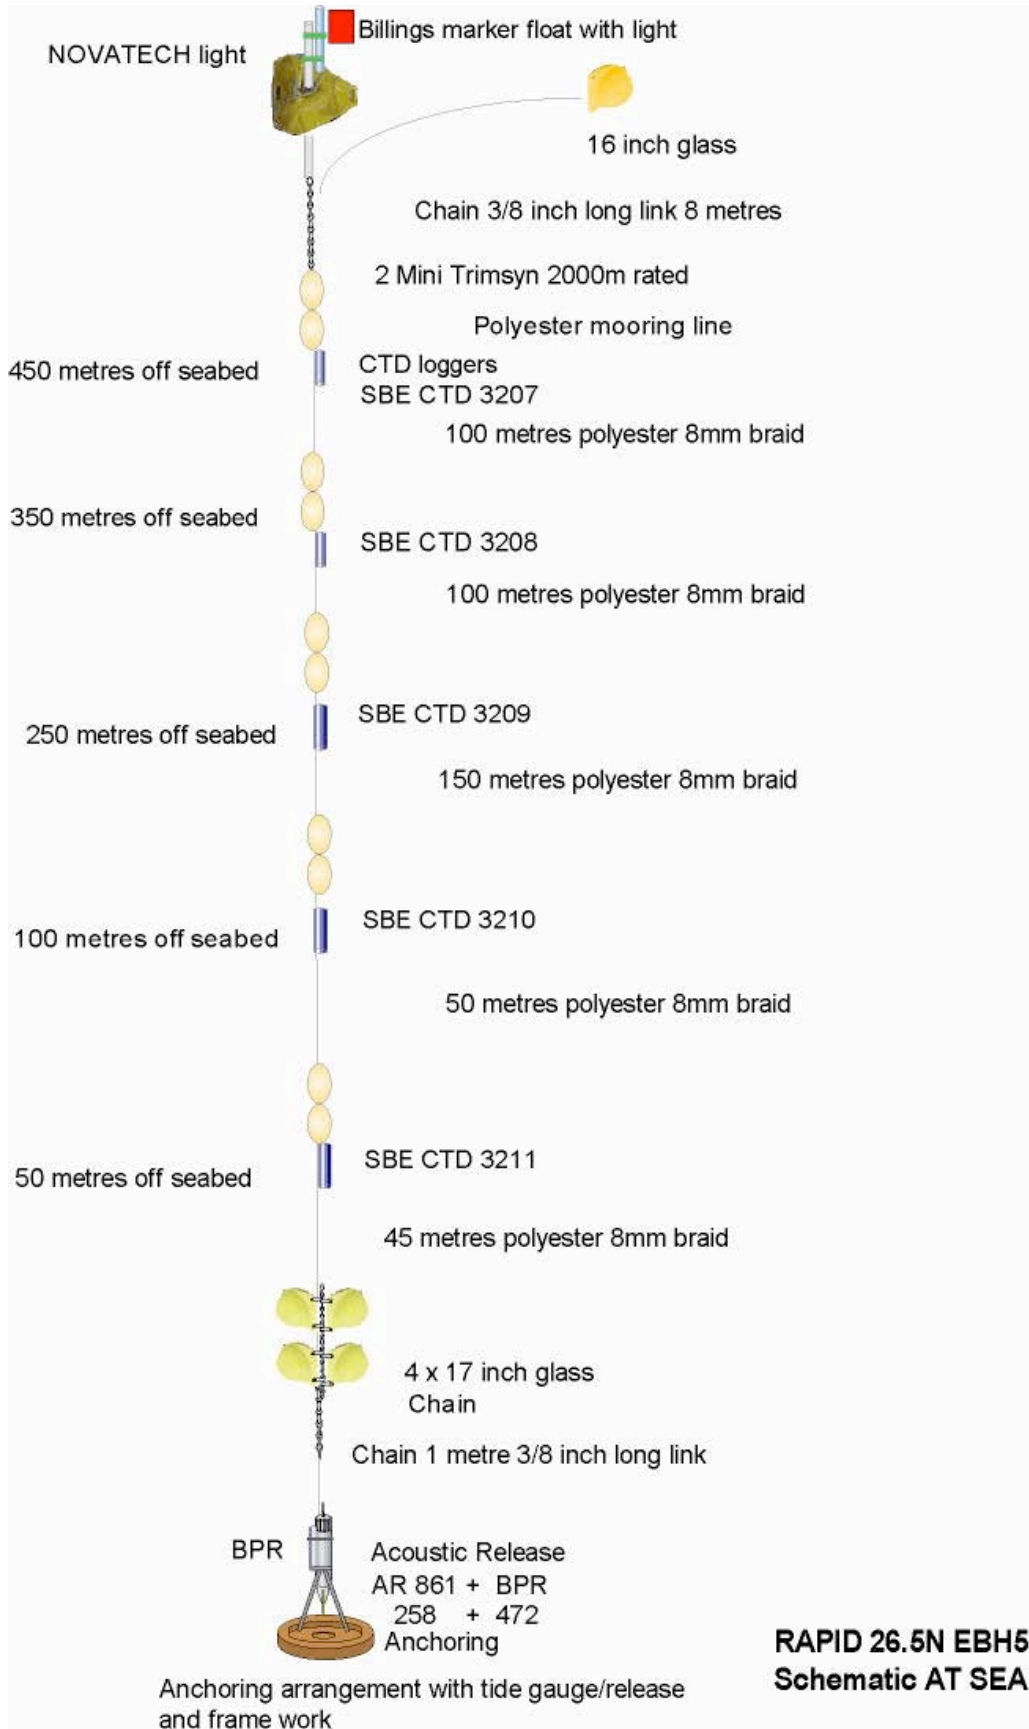 Billings marker float with light
NOVATECH light
16 inch glass
Chain 3/8 inch long link 8 metres
2 Mini Trimsyn 2000m rated
Polyester mooring line
450 metres off seabed
CTD loggers
SBE CTD 3207
100 metres polyester 8mm braid
350 metres off seabed
SBE CTD 3208
100 metres polyester 8mm braid
250 metres off seabed
SBE CTD 3209
150 metres polyester 8mm braid
100 metres off seabed
SBE CTD 3210
50 metres polyester 8mm braid
50 metres off seabed
SBE CTD 3211
45 metres polyester 8mm braid
4 x 17 inch glass
Chain
Chain 1 metre 3/8 inch long link
BPR
Acoustic Release
AR 861 + BPR
258 + 472
Anchoring
RAPID 26.5N EBH5
Schematic AT SEA
Anchoring arrangement with tide gauge/release
and frame work